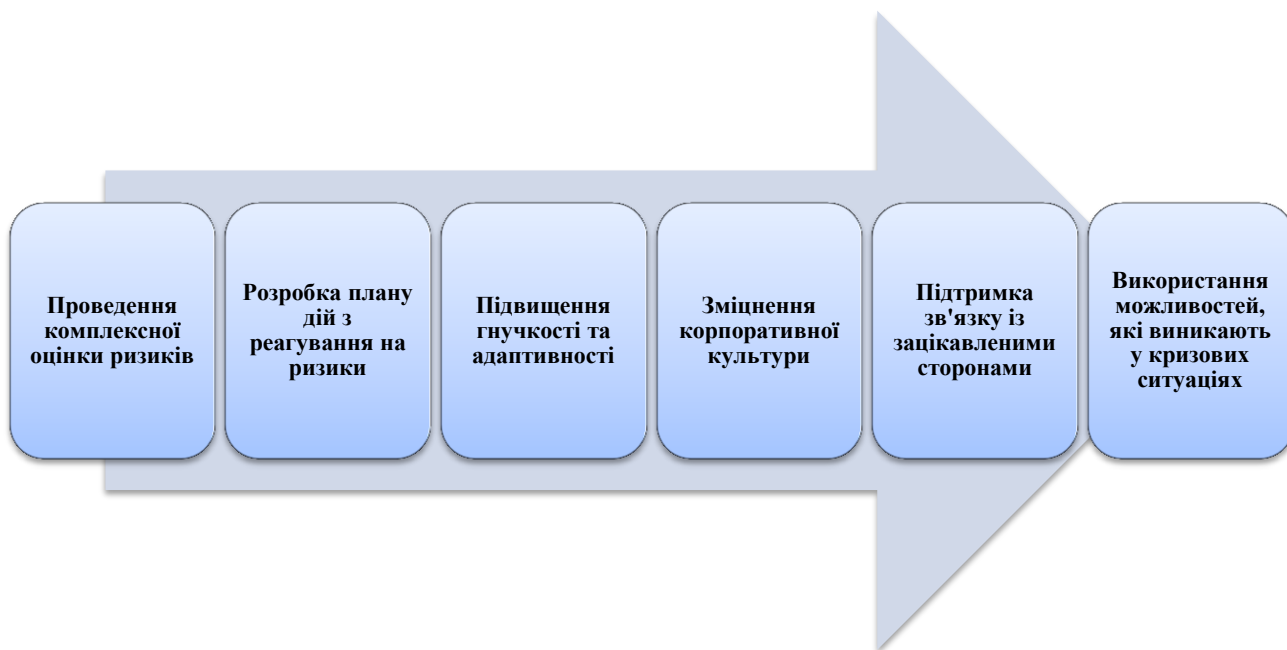 Проведення
комплексної
оцінки ризиків
Розробка плану
дій з
реагування на
ризики
Підвищення
гнучкості та
адаптивності
Зміцнення
корпоративної
культури
Підтримка
зв'язку із
зацікавленими
сторонами
Використання
можливостей,
які виникають
у кризових
ситуаціях